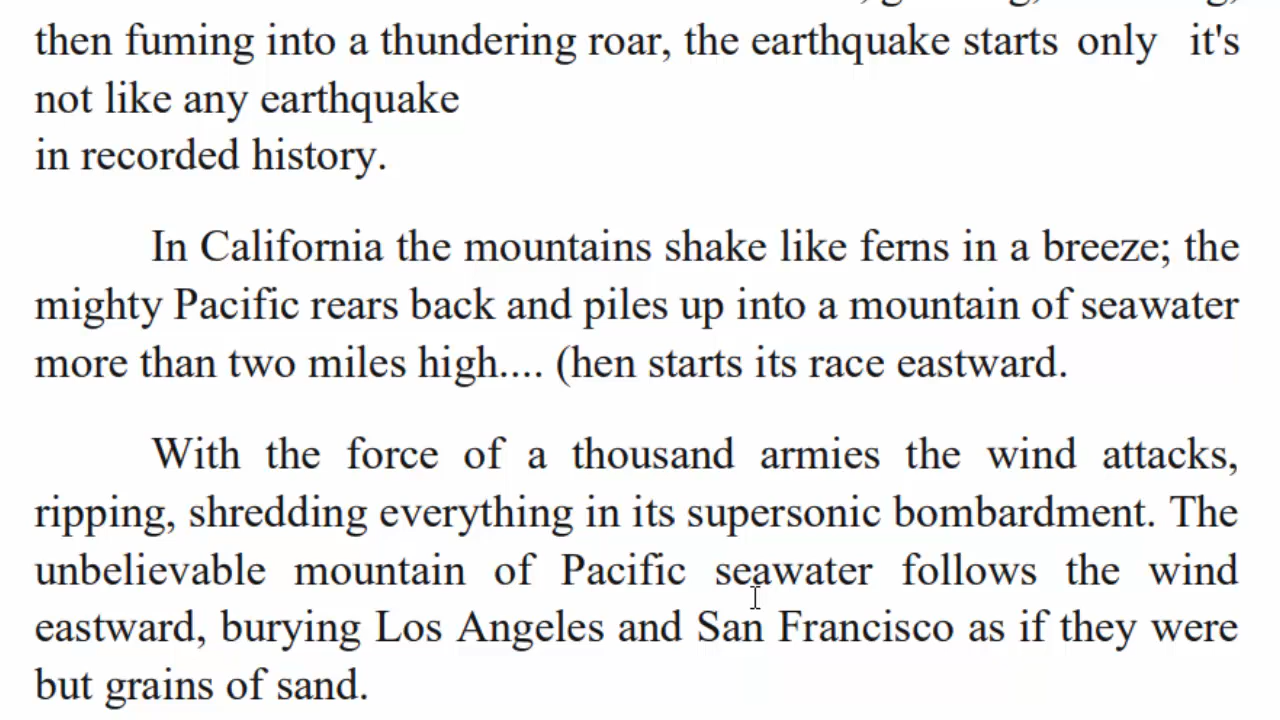 then fuming into a thundering roar, the earthquake starts only it's
not like any earthquake
in recorded history.
In California the mountains shake like ferns in a breeze; the
mighty Pacific rears back and piles up into a mountain of seawater
more than two miles high.... (hen starts its race eastward.
With the force of a thousand armies the wind attacks,
ripping, shredding everything in its supersonic bombardment. The
unbelievable mountain of Pacific seawater follows the wind
eastward, burying Los Angeles and San Francisco as if they were
but grains of sand.